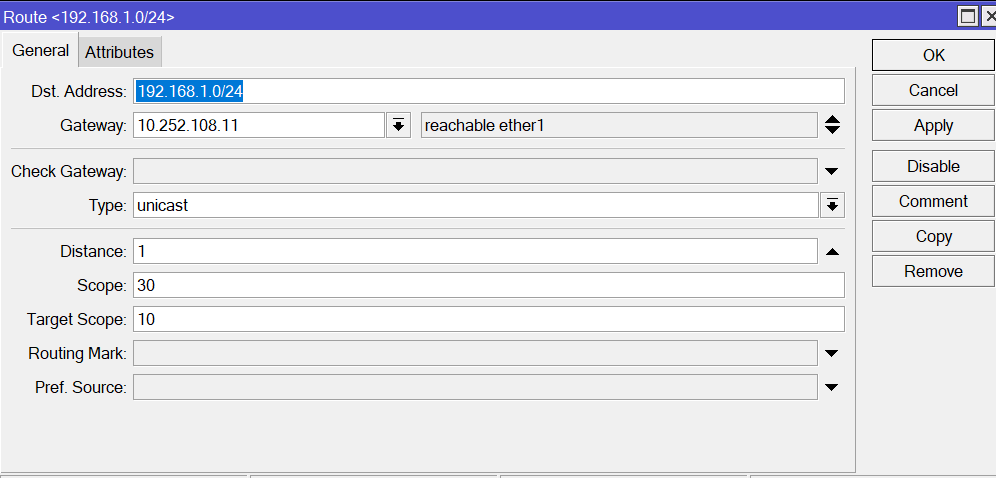 Route <192.168.1.0/24>
General Attributes
OK
Dst. Address: 192.168.1.0/24
Cancel
Gateway: 10.252.108.11 reachable ether1
Apply
Check Gateway:
Disable
Type: unicast
Comment
Copy
Distance: 1
Remove
Scope: 30
Target Scope: 10
Routing Mark:
Pref. Source: